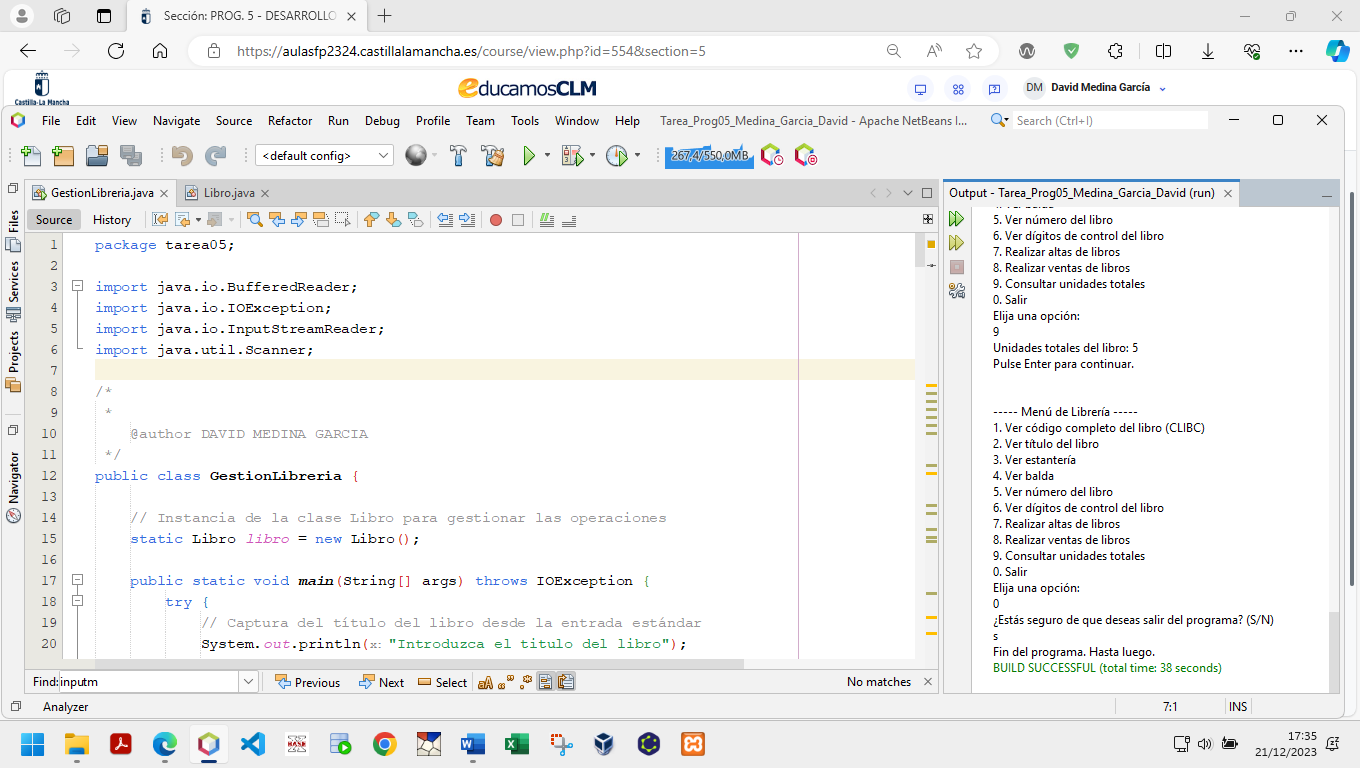 Sección: PROG. 5 - DESARROLLO
https://aulasfp2324.castillalamancha.es/course/view.php?id=554&section=5
Castilla-La Mancha
educamosCLM
DM David Medina García
File Edit View Navigate Source Refactor Run Debug Profile Team Tools Window Help Tarea_Prog05_Medina_Garcia_David - Apache NetBeans I... Search (Ctrl+I)
<default config> 267,4/550,0MB
GestionLibreria.java Libro.java
Source History
Files
Services
Projects
Navigator
1 package tarea05;
2
3 import java.io.BufferedReader;
4 import java.io.IOException;
5 import java.io.InputStreamReader;
6 import java.util.Scanner;
7
8 /*
9 *
10 @author DAVID MEDINA GARCIA
11 */
12 public class GestionLibreria {
13
14 // Instancia de la clase Libro para gestionar las operaciones
15 static Libro libro = new Libro();
16
17 public static void main(String[] args) throws IOException {
18 try {
19 // Captura del título del libro desde la entrada estándar
20 System.out.println(x: "Introduzca el titulo del libro");
Find: inputm Previous Next Select No matches
Output - Tarea_Prog05_Medina_Garcia_David (run)
5. Ver número del libro
6. Ver dígitos de control del libro
7. Realizar altas de libros
8. Realizar ventas de libros
9. Consultar unidades totales
0. Salir
Elija una opción:
9
Unidades totales del libro: 5
Pulse Enter para continuar.
----- Menú de Librería -----
1. Ver código completo del libro (CLIBC)
2. Ver título del libro
3. Ver estantería
4. Ver balda
5. Ver número del libro
6. Ver dígitos de control del libro
7. Realizar altas de libros
8. Realizar ventas de libros
9. Consultar unidades totales
0. Salir
Elija una opción:
0
¿Estás seguro de que deseas salir del programa? (S/N)
s
Fin del programa. Hasta luego.
BUILD SUCCESSFUL (total time: 38 seconds)
Analyzer 7:1 INS
17:35
21/12/2023